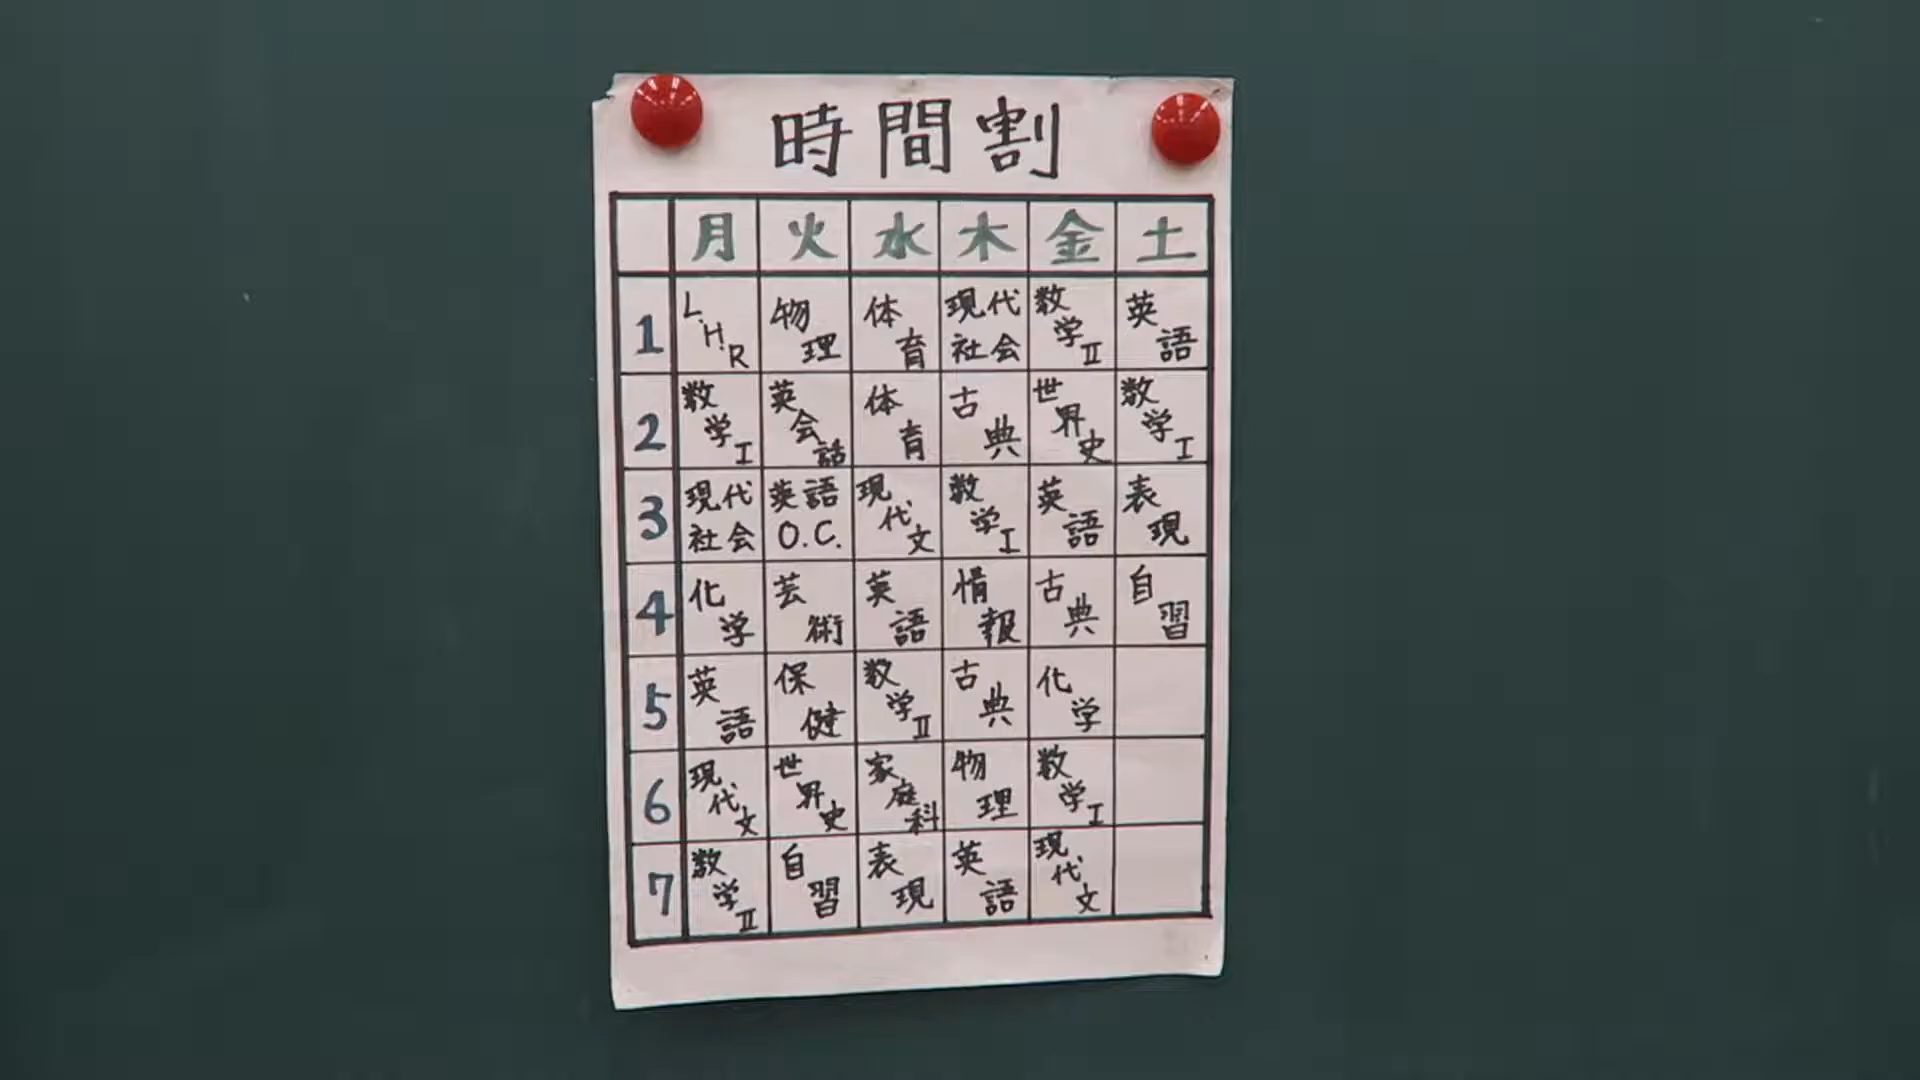 時間割
月 火 水 木 金 土
1 L.H.R 物理 体育 現代社会 数学II 英語
2 数学I 英会話 体育 古典 世界史 数学I
3 現代社会 英語O.C. 現代文 数学I 英語 表現
4 化学 芸術 英語 情報 古典 自習
5 英語 保健 数学II 古典 化学
6 現代文 世界史 家庭科 物理 数学I
7 数学II 自習 表現 英語 現代文